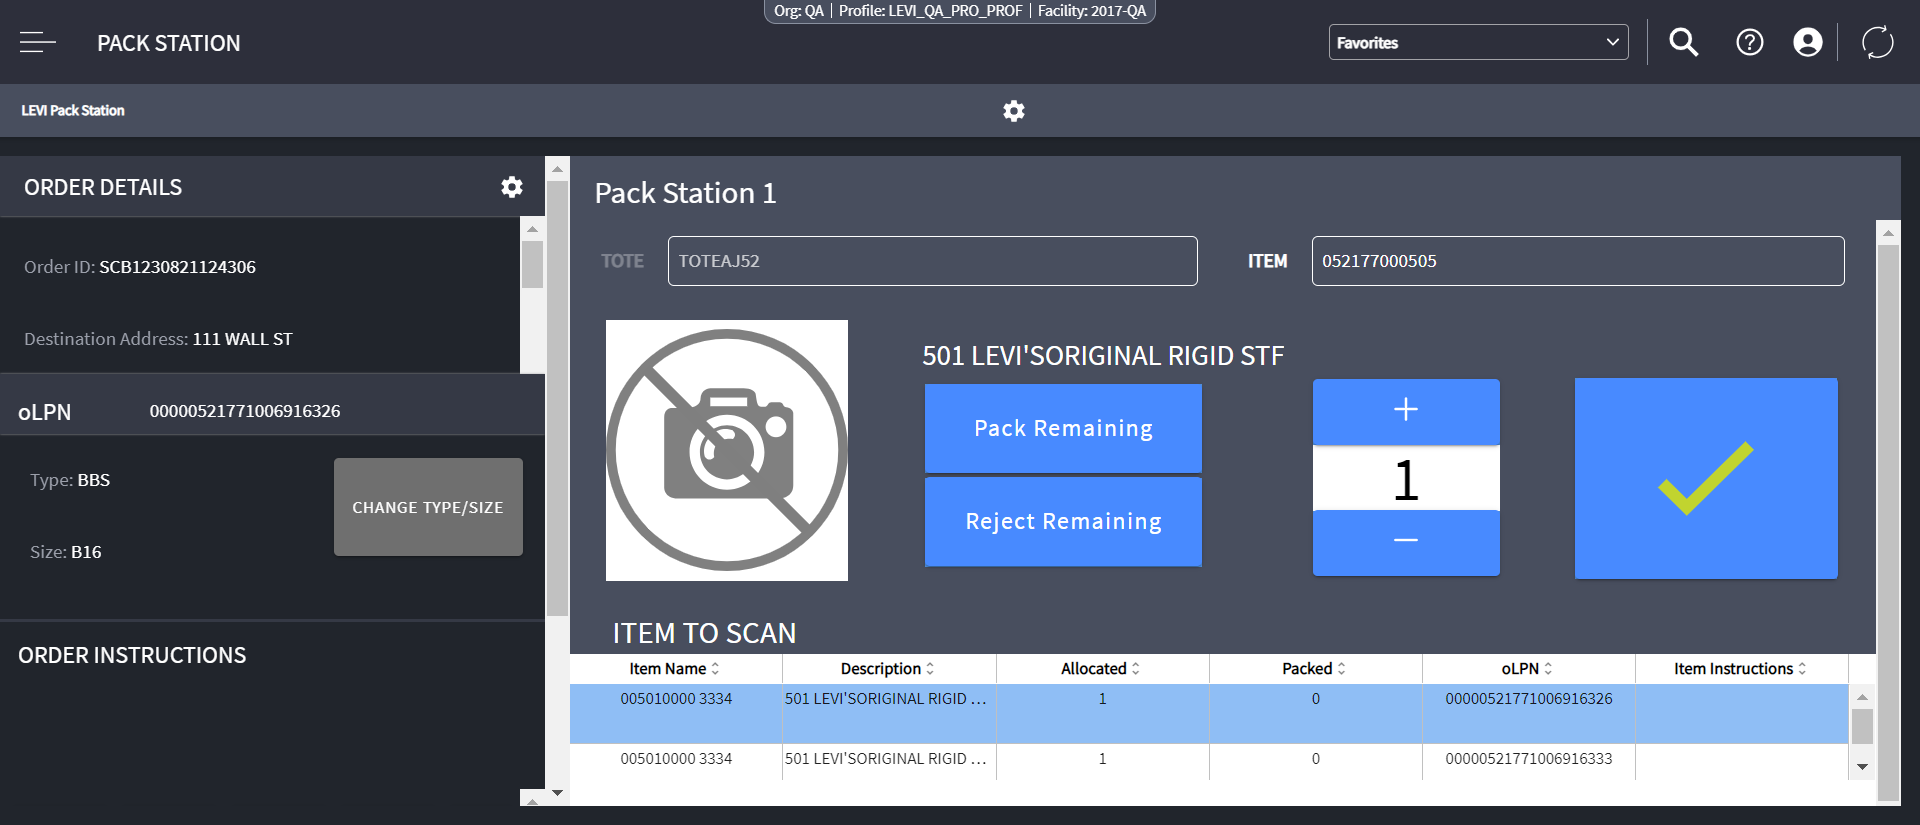 Org: QA | Profile: LEVI_QA_PRO_PROF | Facility: 2017-QA
PACK STATION
Favorites
LEVI Pack Station
ORDER DETAILS
Order ID: SCB1230821124306
Destination Address: 111 WALL ST
oLPN 00000521771006916326
Type: BBS
CHANGE TYPE/SIZE
Size: B16
ORDER INSTRUCTIONS
Pack Station 1
TOTE TOTEAJ52 ITEM 052177000505
501 LEVI'SORIGINAL RIGID STF
Pack Remaining
Reject Remaining
+
1
—
ITEM TO SCAN
Item Name Description Allocated Packed oLPN Item Instructions
005010000 3334 501 LEVI'SORIGINAL RIGID ... 1 0 00000521771006916326
005010000 3334 501 LEVI'SORIGINAL RIGID ... 1 0 00000521771006916333